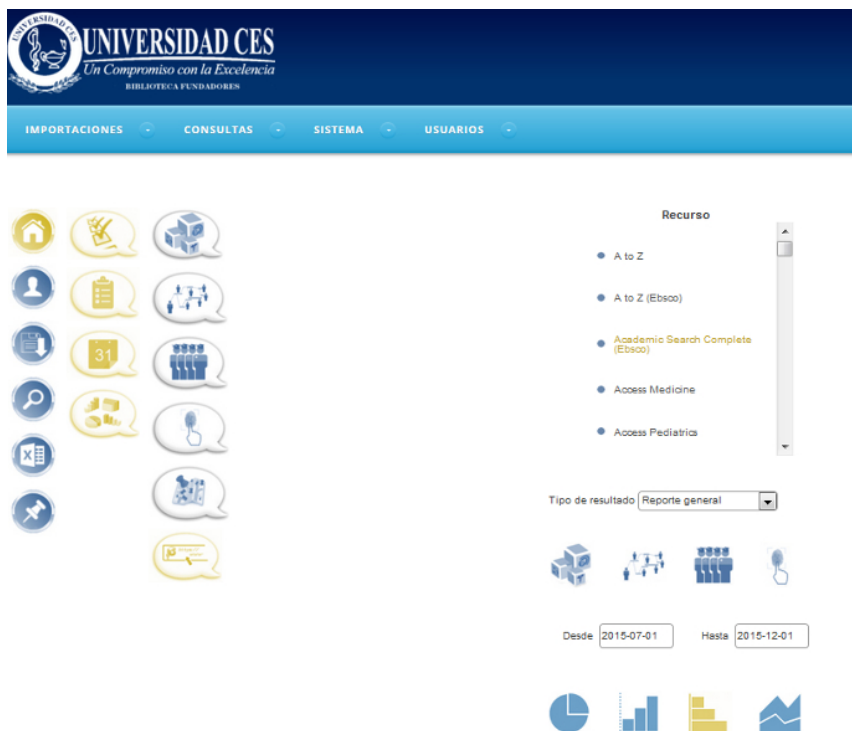 UNIVERSIDAD CES
UNIVERSIDAD CES
Un Compromiso con la Excelencia
BIBLIOTECA FUNDADORES
IMPORTACIONES
CONSULTAS
SISTEMA
USUARIOS
Recurso
A to Z
A to Z (Ebsco)
Academic Search Complete
(Ebsco)
Access Medicine
Access Pediatrics
31
X
Tipo de resultado Reporte general
Desde 2015-07-01 Hasta 2015-12-01